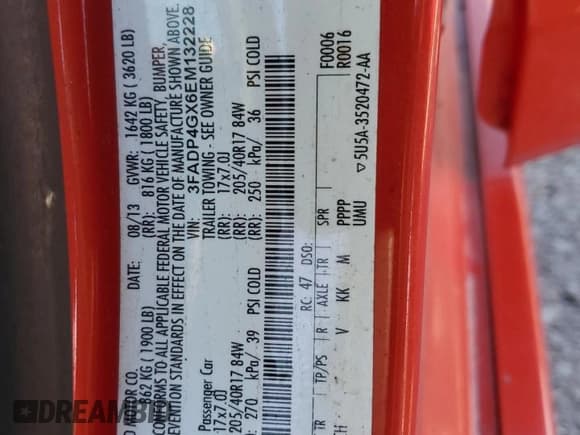 D MOTOR CO. DATE: 08/13 GVWR: 1642 KG ( 3620 LB)
862 KG ( 1900 LB) (RR): 816 KG ( 1800 LB)
CONFORMS TO ALL APPLICABLE FEDERAL MOTOR VEHICLE SAFETY, BUMPER,
EVENTION STANDARDS IN EFFECT ON THE DATE OF MANUFACTURE SHOWN ABOVE.
VIN: 3FADP4GX6EM132228
Passenger Car TRAILER TOWING - SEE OWNER GUIDE
17x7.0J (RR): 17x7.0J
205/40R17 84W (RR): 205/40R17 84W
270 kPa/ 39 PSI COLD (RR): 250 kPa/ 36 PSI COLD
RC: 47 DSO: F0006
R0016
TR TP/PS R AXLE TR SPR
V KK M PPPP
UMU
▽5U5A-3520472-AA
DREAMBID